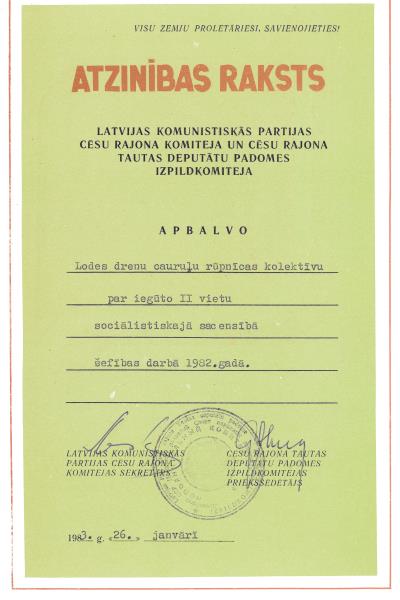 VISU ZEMJU PROLETĀRIEŠI, SAVIENOJIETIES!
ATZINĪBAS RAKSTS
LATVIJAS KOMUNISTISKĀS PARTIJAS
CĒSU RAJONA KOMITEJA UN CĒSU RAJONA
TAUTAS DEPUTĀTU PADOMES
IZPILDKOMITEJA
APBALVO
Lodes drenu cauruļu rūpnīcas kolektīvu
par iegūto II vietu
sociālistiskajā sacensībā
šefības darbā 1982.gadā.
LATVIJAS KOMUNISTISKĀS
PARTIJAS CĒSU RAJONA
KOMITEJAS SEKRETĀRS
CĒSU RAJONA TAUTAS
DEPUTĀTU PADOMES
IZPILDKOMITEJAS
PRIEKŠSĒDĒTĀJS
1983. g. «26.» janvārī